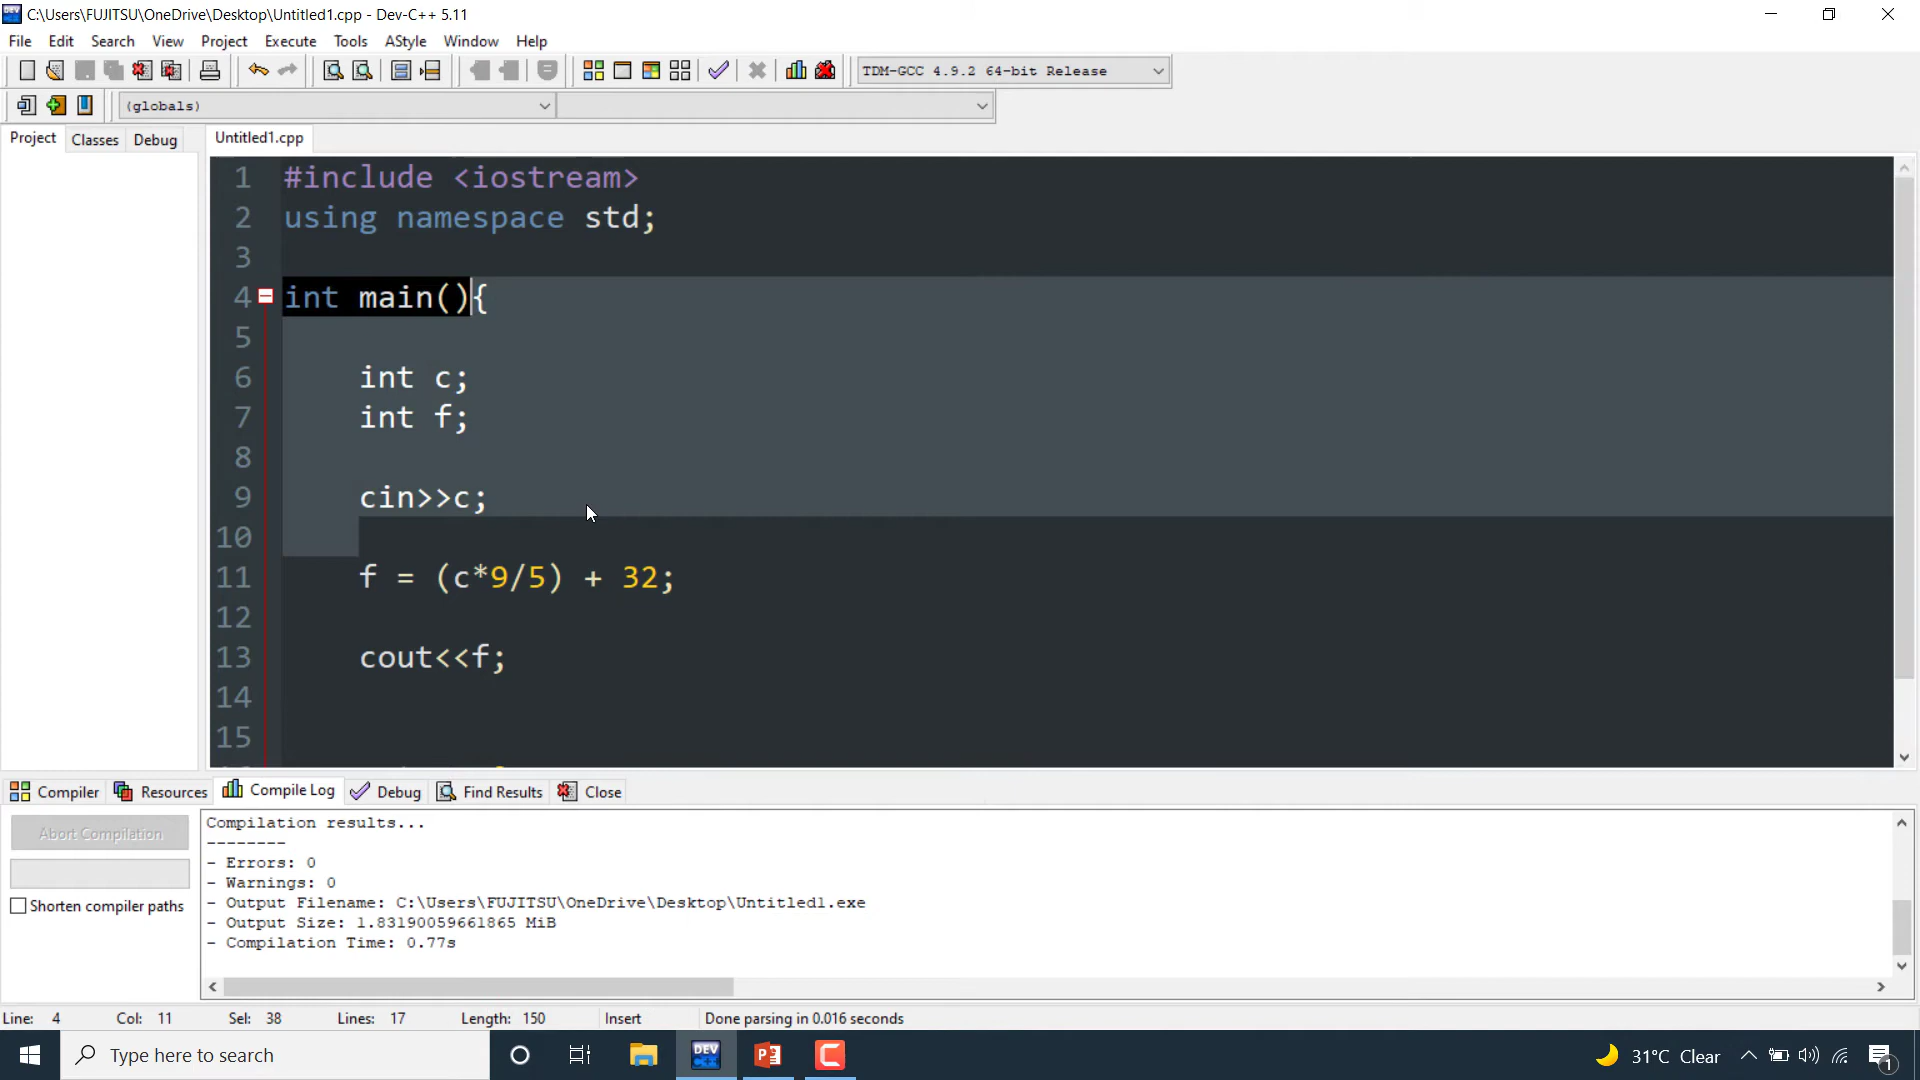 C:\Users\FUJITSU\OneDrive\Desktop\Untitled1.cpp - Dev-C++ 5.11
File Edit Search View Project Execute Tools AStyle Window Help
TDM-GCC 4.9.2 64-bit Release
(globals)
Project Classes Debug Untitled1.cpp
1 #include <iostream>
2 using namespace std;
3
4 int main(){
5
6 int c;
7 int f;
8
9 cin>>c;
10
11 f = (c*9/5) + 32;
12
13 cout<<f;
14
15
Compiler Resources Compile Log Debug Find Results Close
Abort Compilation
Shorten compiler paths
Compilation results...
--------
- Errors: 0
- Warnings: 0
- Output Filename: C:\Users\FUJITSU\OneDrive\Desktop\Untitled1.exe
- Output Size: 1.83190059661865 MiB
- Compilation Time: 0.77s
Line: 4 Col: 11 Sel: 38 Lines: 17 Length: 150 Insert Done parsing in 0.016 seconds
Type here to search
DEV C++
31°C Clear
1